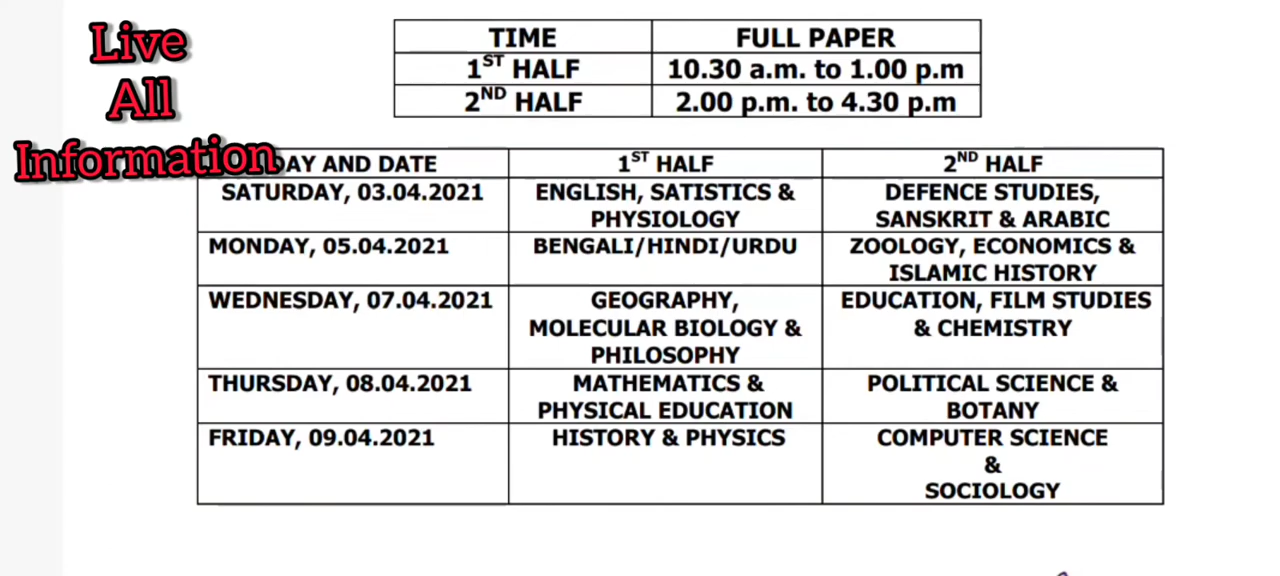 Live
All
Information
TIME FULL PAPER
1ST HALF 10.30 a.m. to 1.00 p.m
2ND HALF 2.00 p.m. to 4.30 p.m
DAY AND DATE 1ST HALF 2ND HALF
SATURDAY, 03.04.2021 ENGLISH, SATISTICS & DEFENCE STUDIES,
PHYSIOLOGY SANSKRIT & ARABIC
MONDAY, 05.04.2021 BENGALI/HINDI/URDU ZOOLOGY, ECONOMICS &
ISLAMIC HISTORY
WEDNESDAY, 07.04.2021 GEOGRAPHY, EDUCATION, FILM STUDIES
MOLECULAR BIOLOGY & & CHEMISTRY
PHILOSOPHY
THURSDAY, 08.04.2021 MATHEMATICS & POLITICAL SCIENCE &
PHYSICAL EDUCATION BOTANY
FRIDAY, 09.04.2021 HISTORY & PHYSICS COMPUTER SCIENCE
&
SOCIOLOGY